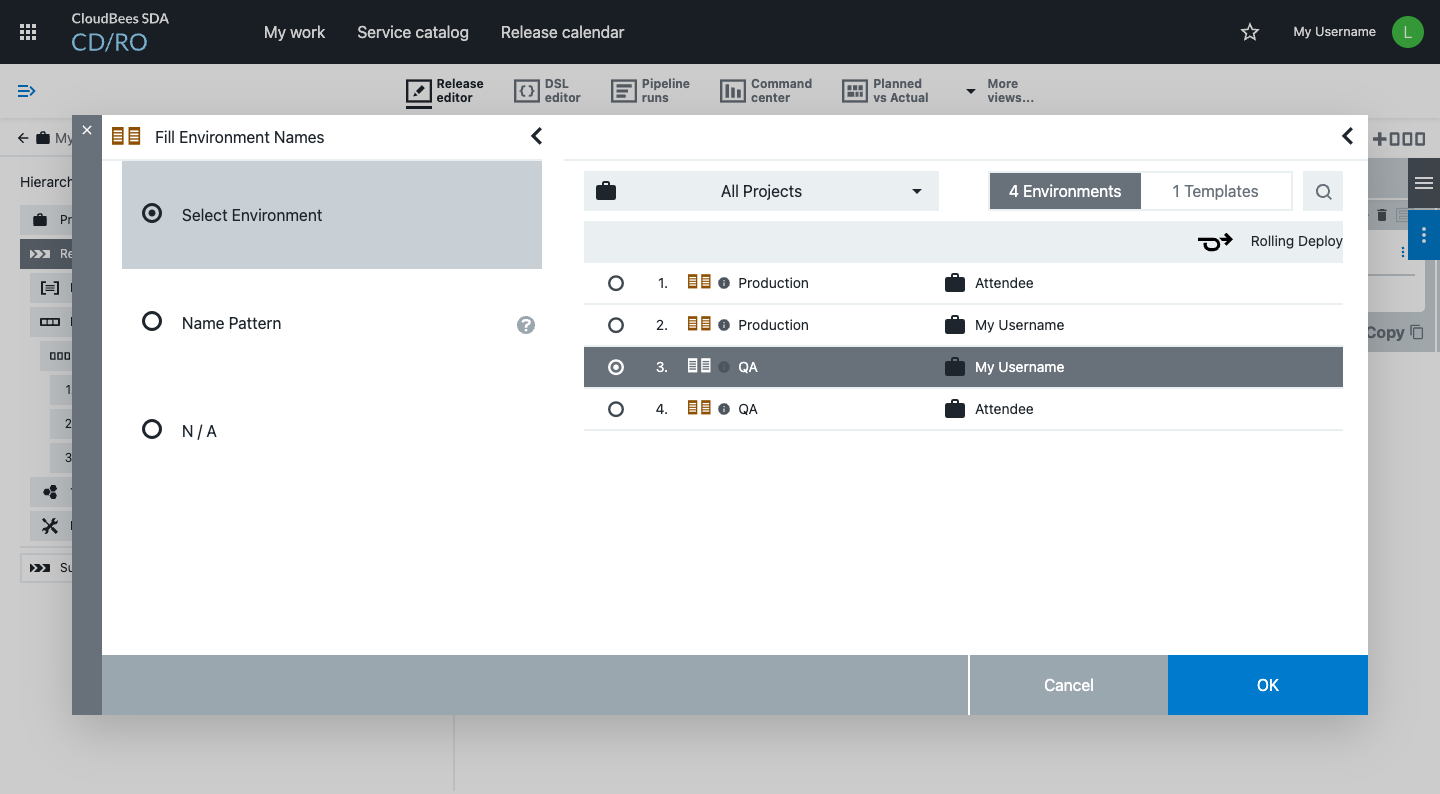 CloudBees SDA
CD/RO
My work
Service catalog
Release calendar
My Username
L
Release
editor
DSL
editor
Pipeline
runs
Command
center
Planned
vs Actual
More
views...
My
Fill Environment Names
Hierarch
Pr
Re
1.
2
3
Su
Select Environment
Name Pattern
?
N / A
All Projects
4 Environments
1 Templates
Rolling Deploy
1. Production Attendee
2. Production My Username
3. QA My Username
4. QA Attendee
Copy
Cancel
OK